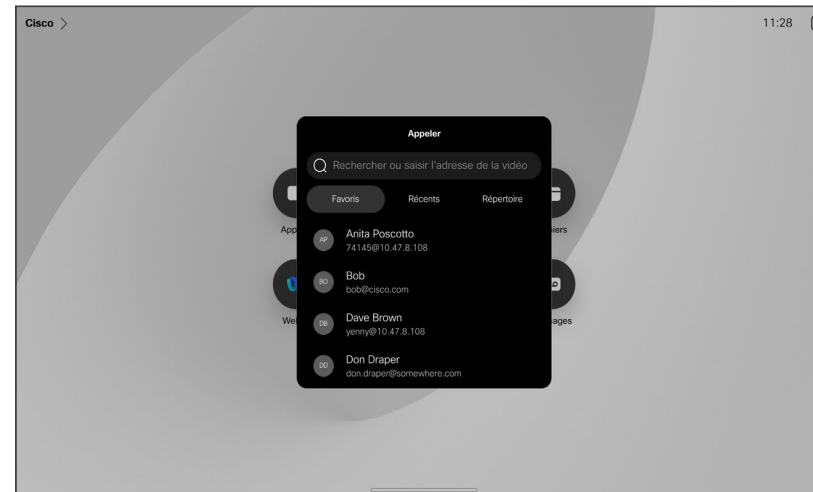 Cisco
11:28
Appeler
Rechercher ou saisir l'adresse de la vidéo
Favoris
Récents
Répertoire
AP
Anita Poscotto
74145@10.47.8.108
BO
Bob
bob@cisco.com
DB
Dave Brown
yenny@10.47.8.108
DD
Don Draper
don.draper@somewhere.com